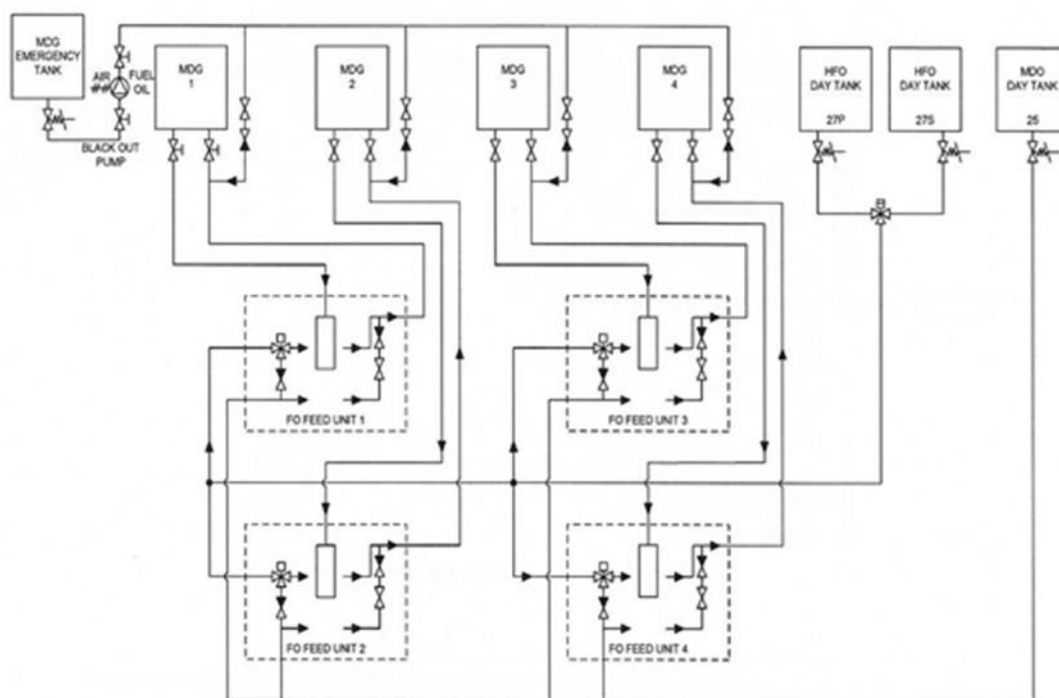 MDG
EMERGENCY
TANK
AIR
FUEL
OIL
BLACK OUT
PUMP
MDG
1
MDG
2
MDG
3
MDG
4
HFO
DAY TANK
27P
HFO
DAY TANK
27S
MDO
DAY TANK
25
FO FEED UNIT 1
FO FEED UNIT 3
FO FEED UNIT 2
FO FEED UNIT 4